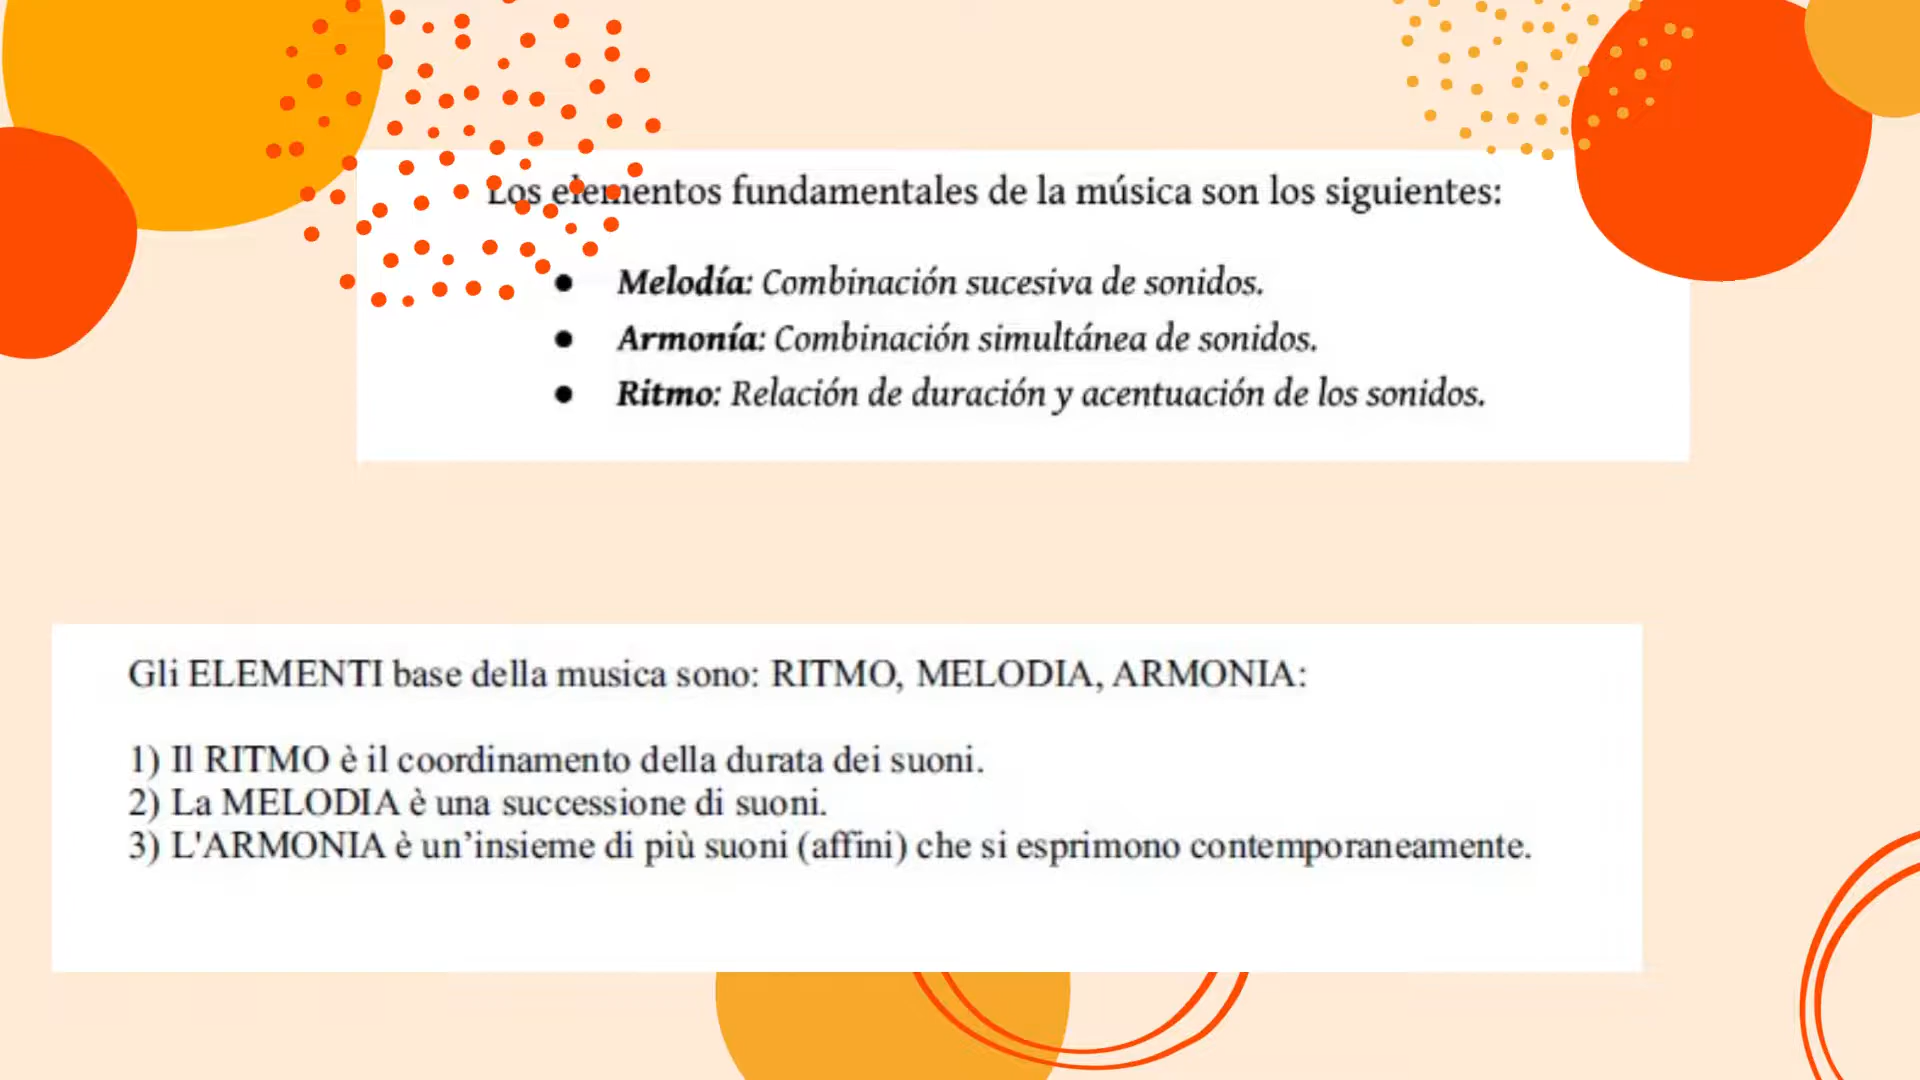 Los elementos fundamentales de la música son los siguientes:
● Melodía: Combinación sucesiva de sonidos.
● Armonía: Combinación simultánea de sonidos.
● Ritmo: Relación de duración y acentuación de los sonidos.
Gli ELEMENTI base della musica sono: RITMO, MELODIA, ARMONIA:
1) Il RITMO è il coordinamento della durata dei suoni.
2) La MELODIA è una successione di suoni.
3) L'ARMONIA è un’insieme di più suoni (affini) che si esprimono contemporaneamente.